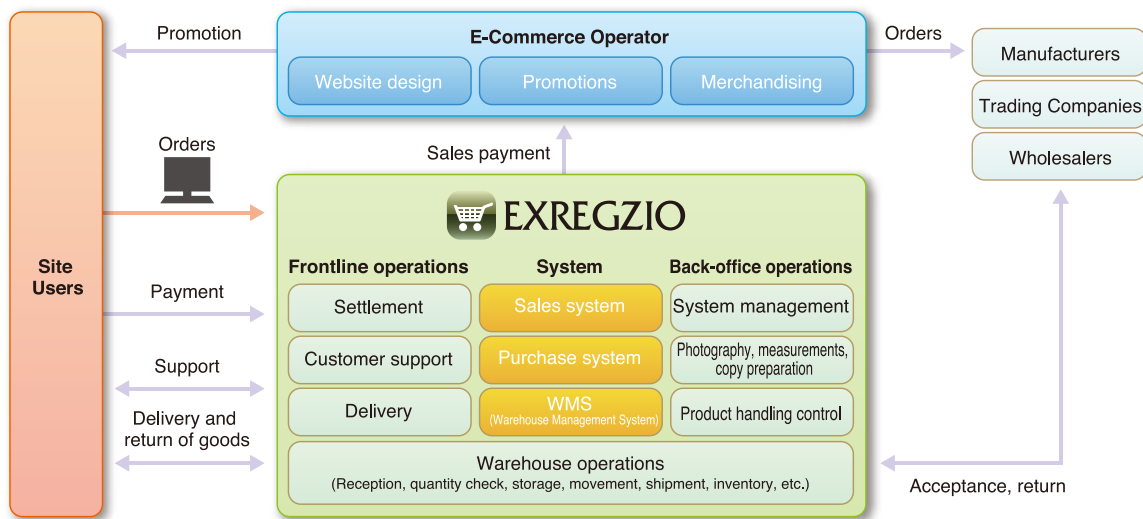 Promotion
E-Commerce Operator
Website design
Promotions
Merchandising
Orders
Manufacturers
Trading Companies
Wholesalers
Orders
Sales payment
EXREGZIO
Site
Users
Frontline operations
System
Back-office operations
Payment
Settlement
Sales system
System management
Support
Customer support
Purchase system
Photography, measurements,
copy preparation
Delivery and
return of goods
Delivery
WMS
(Warehouse Management System)
Product handling control
Warehouse operations
(Reception, quantity check, storage, movement, shipment, inventory, etc.)
Acceptance, return